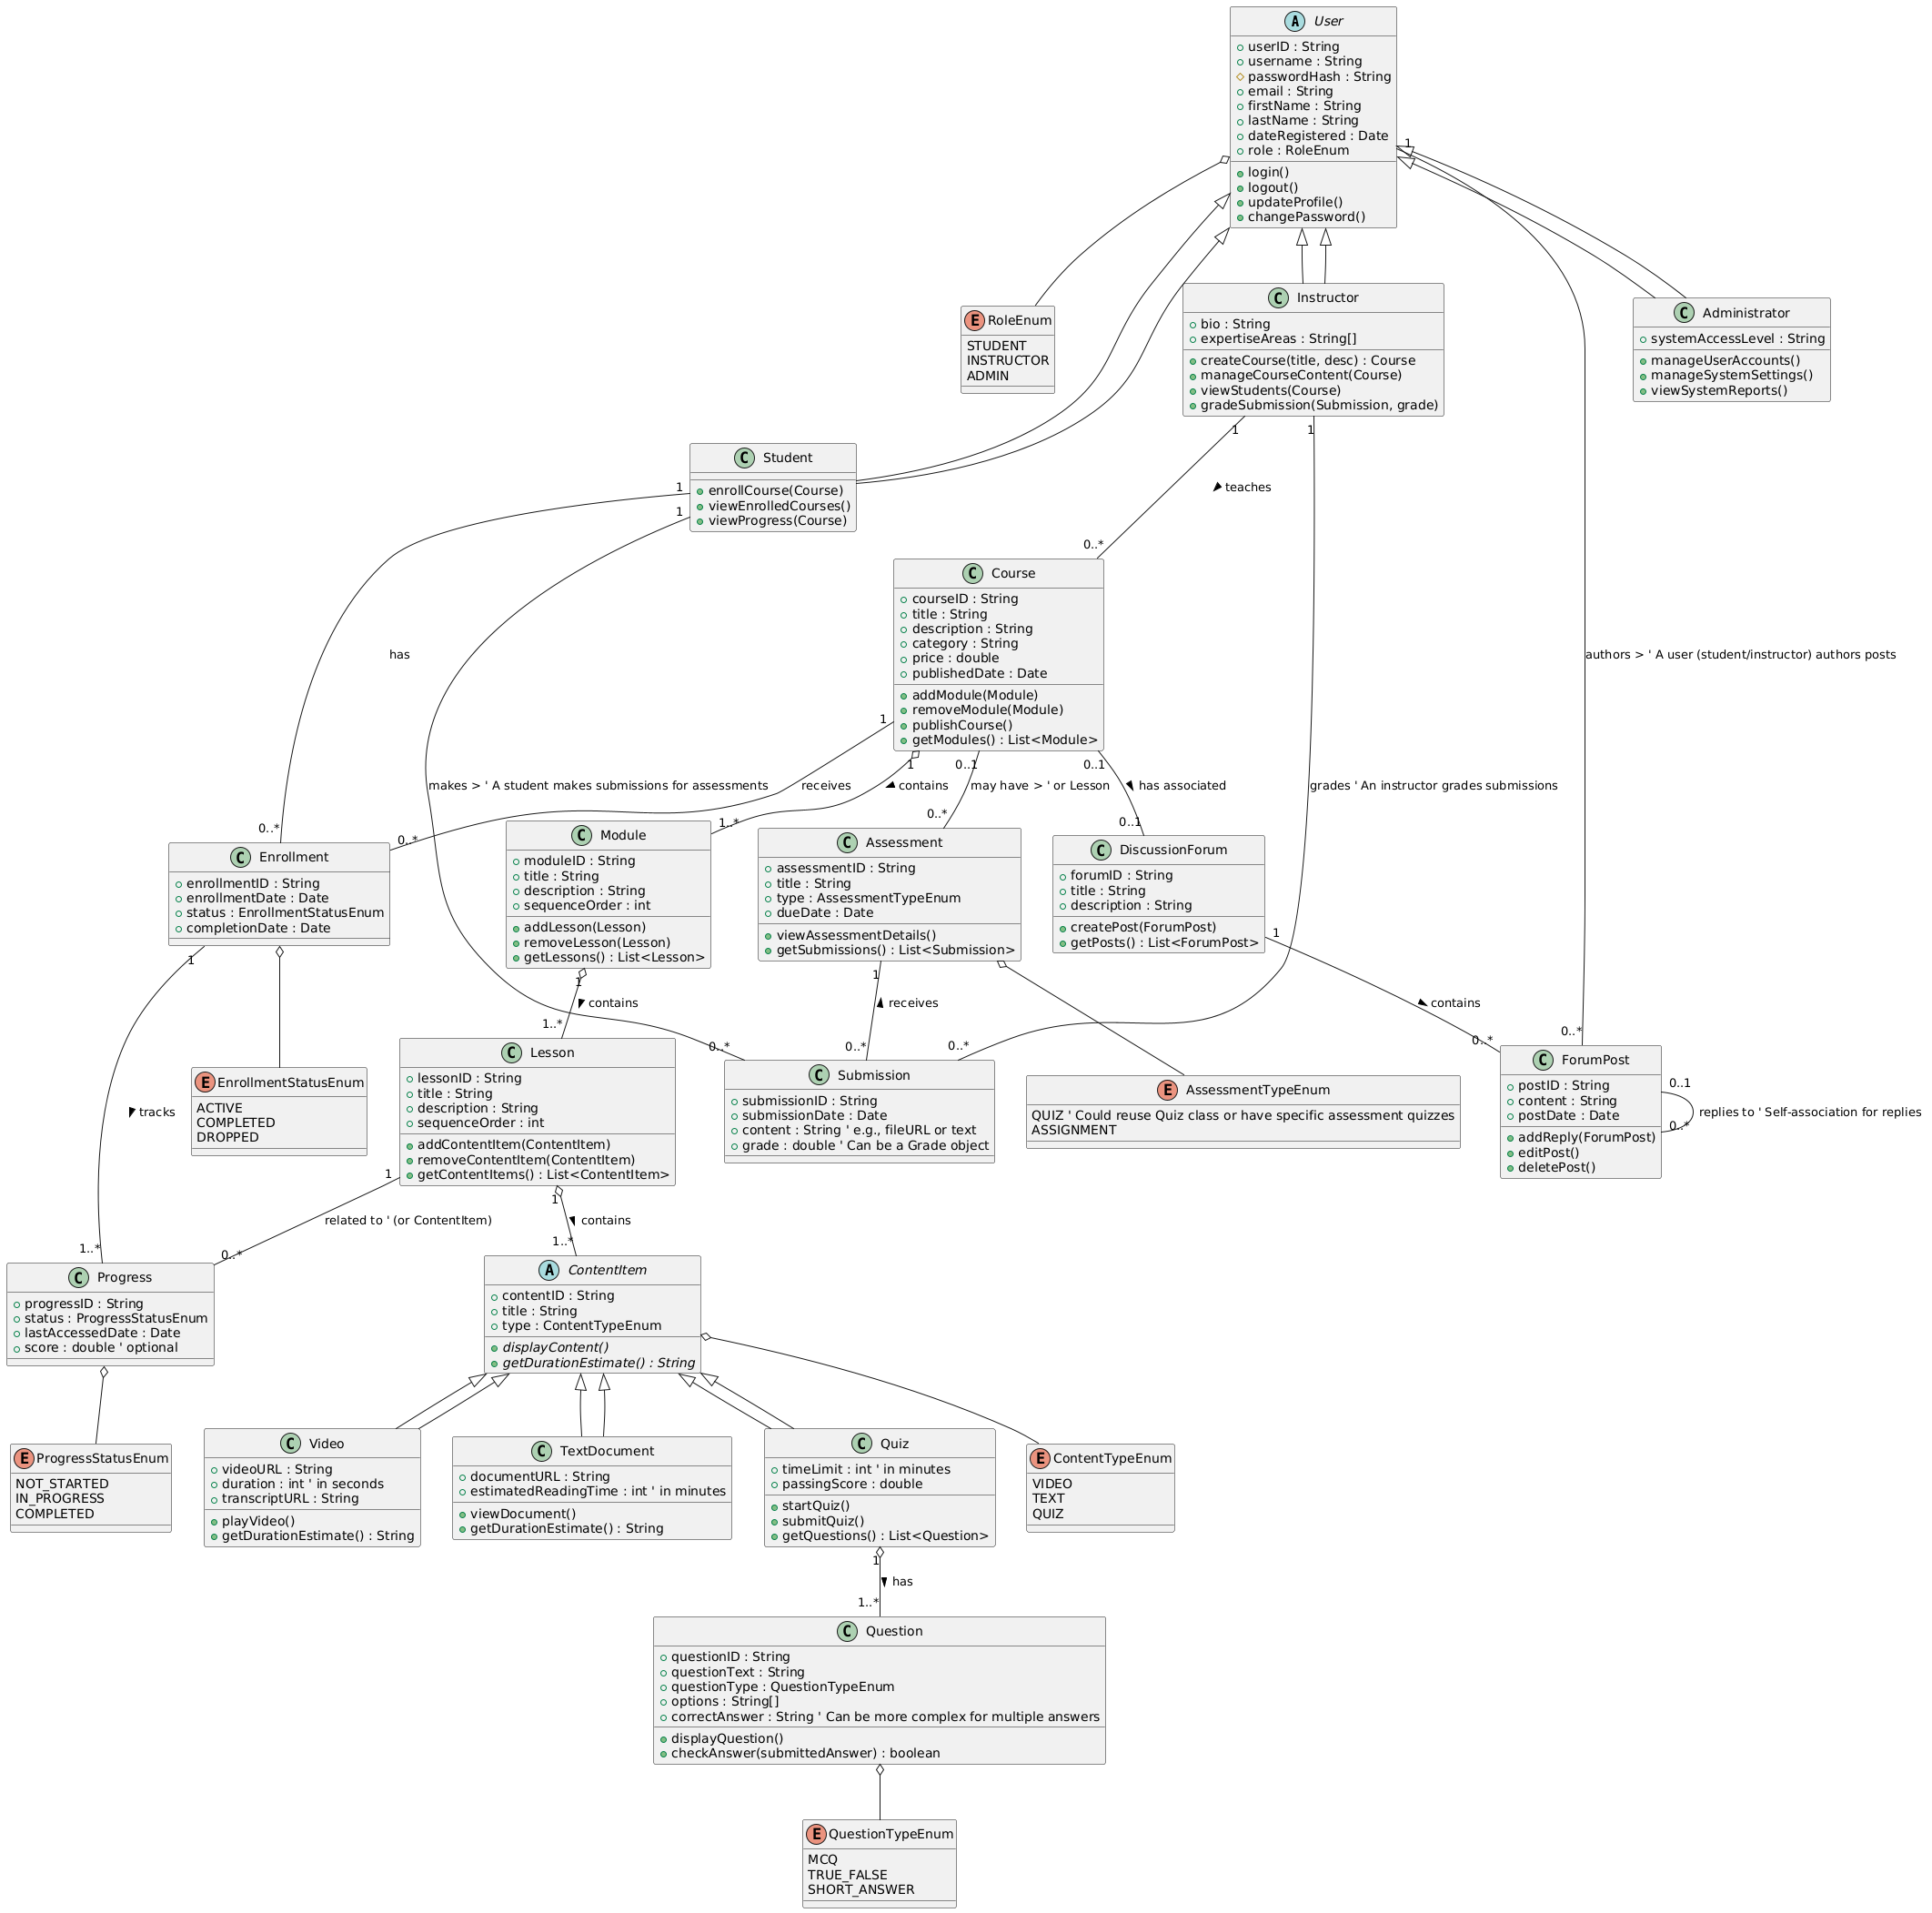 A User
userID : String
username : String
passwordHash : String
email : String
firstName : String
lastName : String
dateRegistered : Date
role : RoleEnum
login()
logout()
updateProfile()
changePassword()
1
E RoleEnum
STUDENT
INSTRUCTOR
ADMIN
C Instructor
bio : String
expertiseAreas : String[]
createCourse(title, desc) : Course
manageCourseContent(Course)
viewStudents(Course)
gradeSubmission(Submission, grade)
C Administrator
systemAccessLevel : String
manageUserAccounts()
manageSystemSettings()
viewSystemReports()
C Student
enrollCourse(Course)
viewEnrolledCourses()
viewProgress(Course)
1
1
1
1
teaches
0..*
C Course
courseID : String
title : String
description : String
category : String
price : double
publishedDate : Date
addModule(Module)
removeModule(Module)
publishCourse()
getModules() : List<Module>
has
authors > ' A user (student/instructor) authors posts
1
1
0..1
0..1
makes > ' A student makes submissions for assessments
receives
contains
may have > ' or Lesson
has associated
grades ' An instructor grades submissions
0..*
0..*
1..*
0..*
0..1
C Enrollment
enrollmentID : String
enrollmentDate : Date
status : EnrollmentStatusEnum
completionDate : Date
C Module
moduleID : String
title : String
description : String
sequenceOrder : int
addLesson(Lesson)
removeLesson(Lesson)
getLessons() : List<Lesson>
C Assessment
assessmentID : String
title : String
type : AssessmentTypeEnum
dueDate : Date
viewAssessmentDetails()
getSubmissions() : List<Submission>
C DiscussionForum
forumID : String
title : String
description : String
createPost(ForumPost)
getPosts() : List<ForumPost>
1
1
1
1
contains
receives
contains
1..*
0..*
0..*
0..*
0..*
0..*
E EnrollmentStatusEnum
ACTIVE
COMPLETED
DROPPED
tracks
C Lesson
lessonID : String
title : String
description : String
sequenceOrder : int
addContentItem(ContentItem)
removeContentItem(ContentItem)
getContentItems() : List<ContentItem>
C Submission
submissionID : String
submissionDate : Date
content : String ' e.g., fileURL or text
grade : double ' Can be a Grade object
E AssessmentTypeEnum
QUIZ ' Could reuse Quiz class or have specific assessment quizzes
ASSIGNMENT
C ForumPost
postID : String
content : String
postDate : Date
addReply(ForumPost)
editPost()
deletePost()
0..1
replies to ' Self-association for replies
0..*
1
1
related to ' (or ContentItem)
contains
1..*
0..*
1..*
C Progress
progressID : String
status : ProgressStatusEnum
lastAccessedDate : Date
score : double ' optional
A ContentItem
contentID : String
title : String
type : ContentTypeEnum
displayContent()
getDurationEstimate() : String
E ProgressStatusEnum
NOT_STARTED
IN_PROGRESS
COMPLETED
C Video
videoURL : String
duration : int ' in seconds
transcriptURL : String
playVideo()
getDurationEstimate() : String
C TextDocument
documentURL : String
estimatedReadingTime : int ' in minutes
viewDocument()
getDurationEstimate() : String
C Quiz
timeLimit : int ' in minutes
passingScore : double
startQuiz()
submitQuiz()
getQuestions() : List<Question>
E ContentTypeEnum
VIDEO
TEXT
QUIZ
1
has
1..*
C Question
questionID : String
questionText : String
questionType : QuestionTypeEnum
options : String[]
correctAnswer : String ' Can be more complex for multiple answers
displayQuestion()
checkAnswer(submittedAnswer) : boolean
E QuestionTypeEnum
MCQ
TRUE_FALSE
SHORT_ANSWER